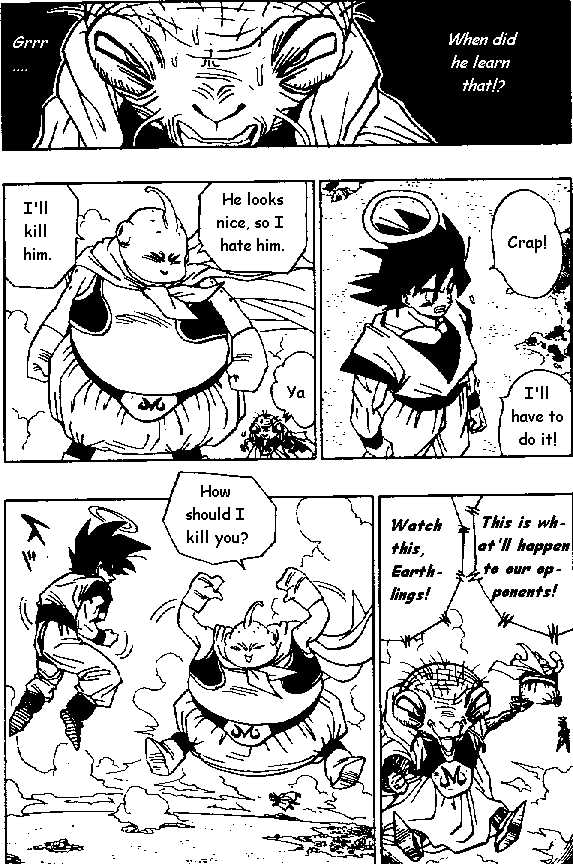 Grrr
....
When did
he learn
that!?
I'll
kill
him.
He looks
nice, so I
hate him.
Ya
Crap!
I'll
have to
do it!
How
should I
kill you?
Watch
this,
Earth-
lings!
This is wh-
at'll happen
to our op-
ponents!